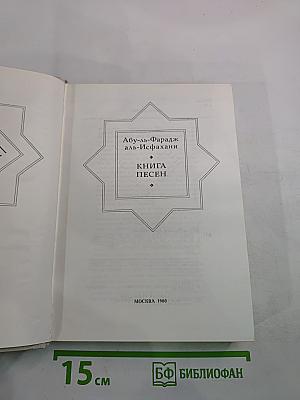 Абу-ль-Фарадж
аль-Исфахани
КНИГА
ПЕСЕН
МОСКВА 1980
15 см
БФ БИБЛИОФАН